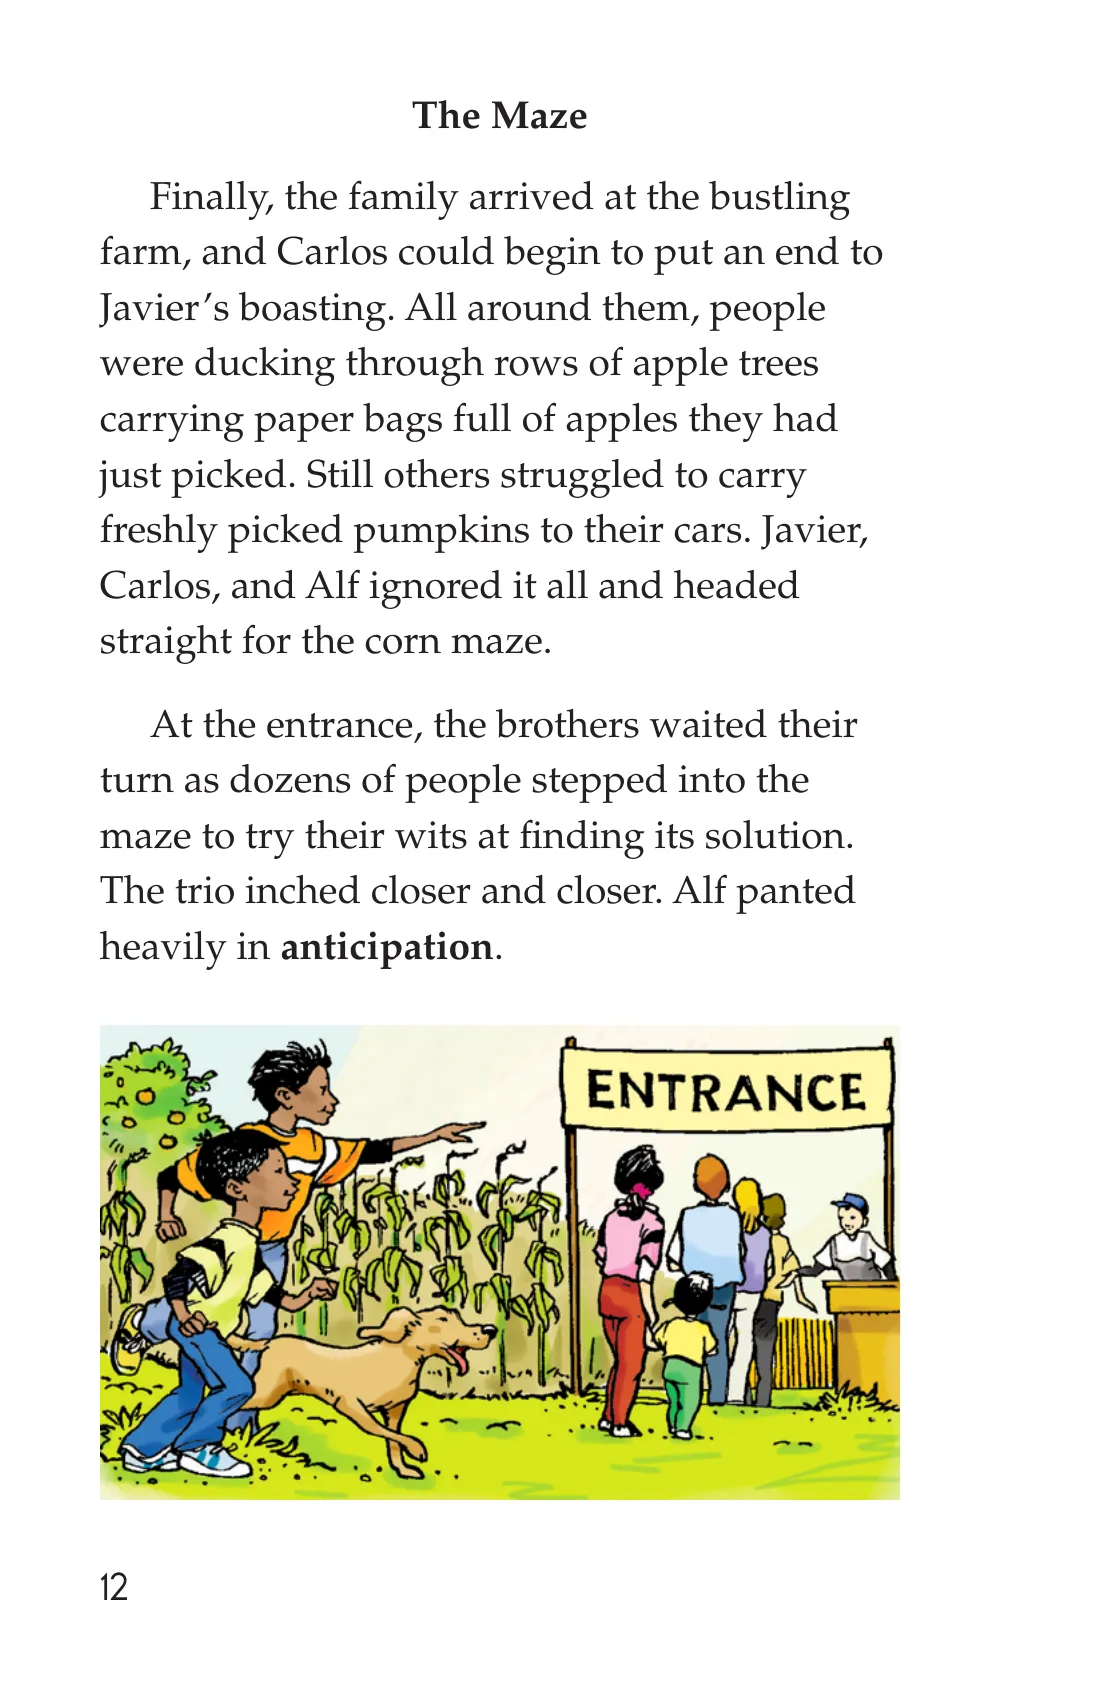 The Maze
Finally, the family arrived at the bustling
farm, and Carlos could begin to put an end to
Javier’s boasting. All around them, people
were ducking through rows of apple trees
carrying paper bags full of apples they had
just picked. Still others struggled to carry
freshly picked pumpkins to their cars. Javier,
Carlos, and Alf ignored it all and headed
straight for the corn maze.
At the entrance, the brothers waited their
turn as dozens of people stepped into the
maze to try their wits at finding its solution.
The trio inched closer and closer. Alf panted
heavily in anticipation.
ENTRANCE
12